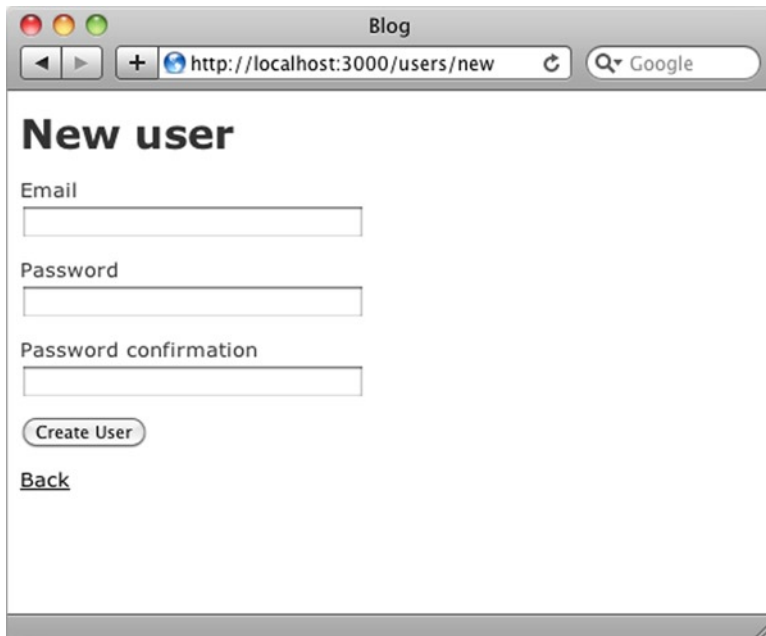 Blog
http://localhost:3000/users/new
Google
New user
Email
Password
Password confirmation
Create User
Back